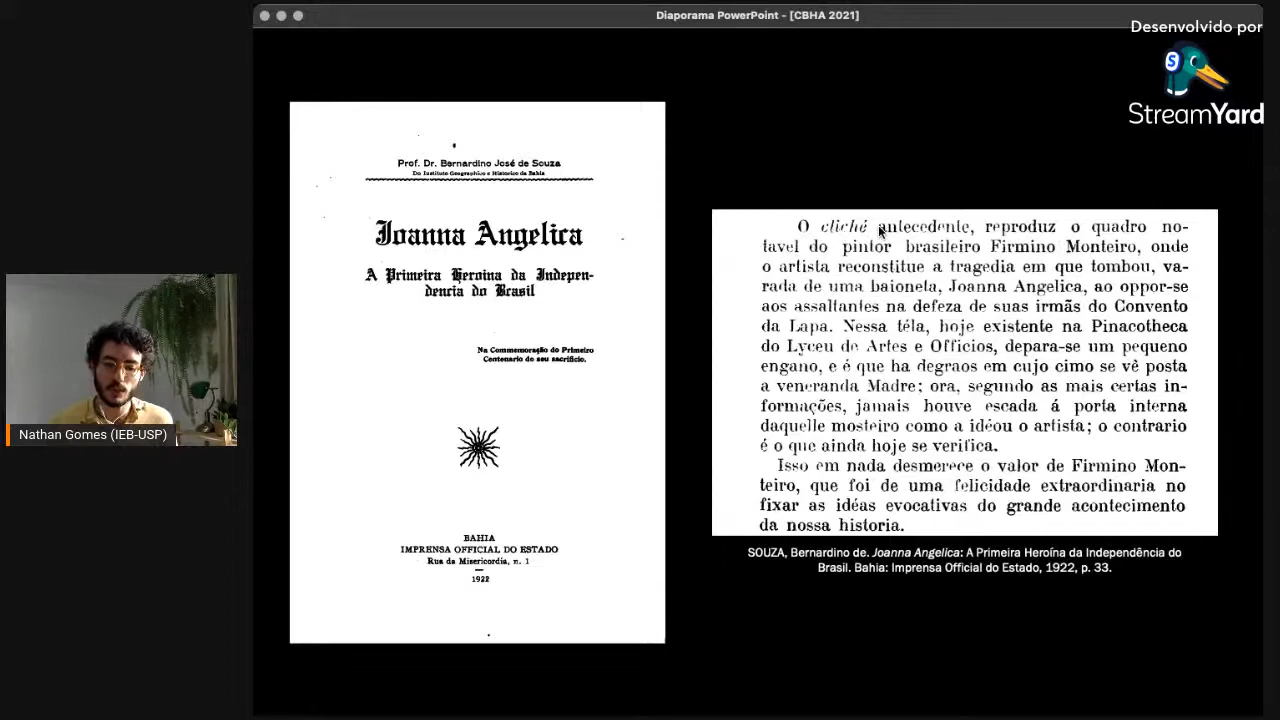 Diaporama PowerPoint - [CBHA 2021]
Desenvolvido por
S
StreamYard
Prof. Dr. Bernardino José de Souza
Do Instituto Geographico e Historico da Bahia
Joanna Angelica
A Primeira Heroina da Indepen-
dencia do Brasil
Na Commemoração do Primeiro
Centenario de seu sacrificio.
BAHIA
IMPRENSA OFFICIAL DO ESTADO
Rua da Misericordia, n. 1
1922
O cliché antecedente, reproduz o quadro no-
tavel do pintor brasileiro Firmino Monteiro, onde
o artista reconstitue a tragedia em que tombou, va-
rada de uma baioneta, Joanna Angelica, ao oppor-se
aos assaltantes na defeza de suas irmãs do Convento
da Lapa. Nessa téla, hoje existente na Pinacotheca
do Lyceu de Artes e Officios, depara-se um pequeno
engano, e é que ha degraos em cujo cimo se vê posta
a veneranda Madre; ora, segundo as mais certas in-
formações, jamais houve escada á porta interna
daquelle mosteiro como a idéou o artista; o contrario
é o que ainda hoje se verifica.
Isso em nada desmerece o valor de Firmino Mon-
teiro, que foi de uma felicidade extraordinaria no
fixar as idéas evocativas do grande acontecimento
da nossa historia.
SOUZA, Bernardino de. Joanna Angelica: A Primeira Heroína da Independência do
Brasil. Bahia: Imprensa Official do Estado, 1922, p. 33.
Nathan Gomes (IEB-USP)